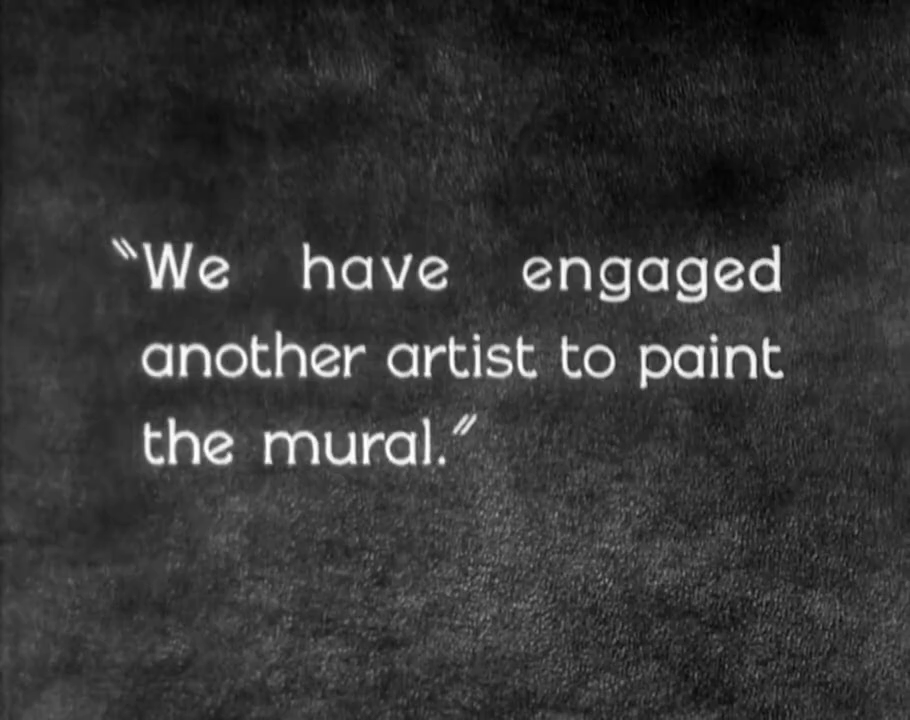 “We have engaged
another artist to paint
the mural.”